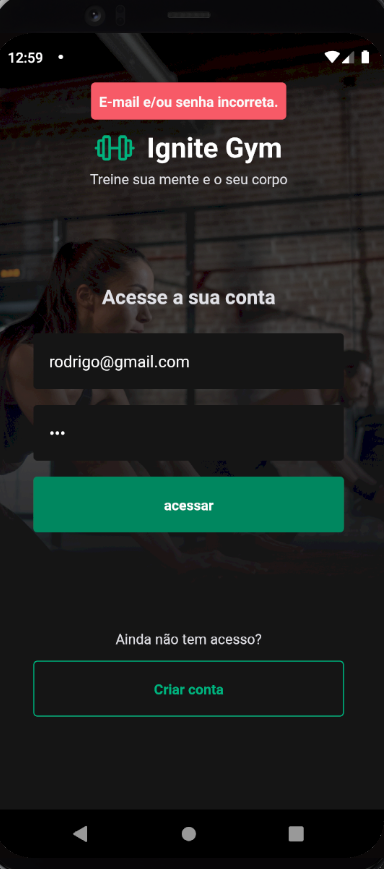 12:59
E-mail e/ou senha incorreta.
Ignite Gym
Treine sua mente e o seu corpo
Acesse a sua conta
rodrigo@gmail.com
•••
acessar
Ainda não tem acesso?
Criar conta